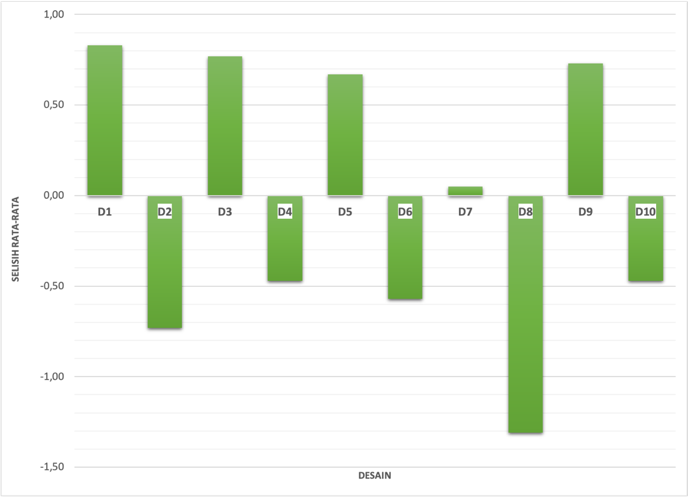 1,00
0,50
0,00
D1 D2 D3 D4 D5 D6 D7 D8 D9 D10
-0,50
-1,00
-1,50
SELISIH RATA-RATA
DESAIN